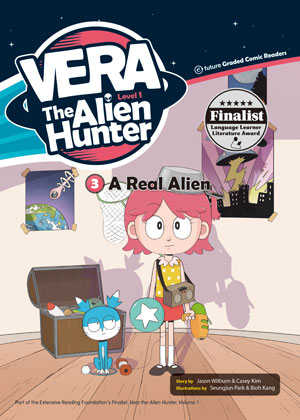 e future Graded Comic Readers
VERA
Level 1
The Alien
Hunter
★★★★★
Finalist
Language Learner
Literature Award
3 A Real Alien
Story by Jason Wilburn & Casey Kim
Illustrations by Seungjun Park & Bioh Kang
Part of the Extensive Reading Foundation's Finalist, Vera the Alien Hunter, Volume 1